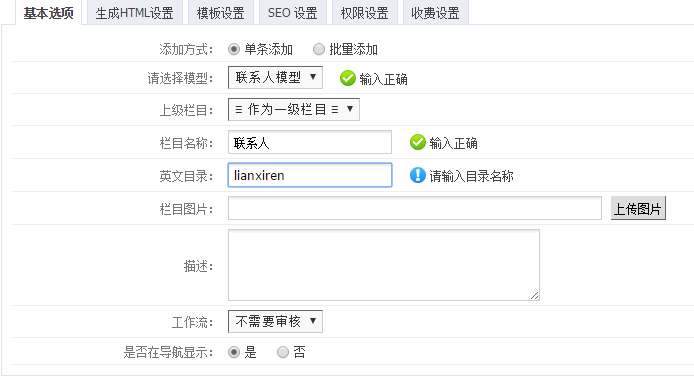 基本选项 生成HTML设置 模板设置 SEO 设置 权限设置 收费设置
添加方式： 单条添加 批量添加
请选择模型： 联系人模型 输入正确
上级栏目： ≡ 作为一级栏目 ≡
栏目名称： 联系人 输入正确
英文目录： lianxiren 请输入目录名称
栏目图片： 上传图片
描述：
工作流： 不需要审核
是否在导航显示： 是 否